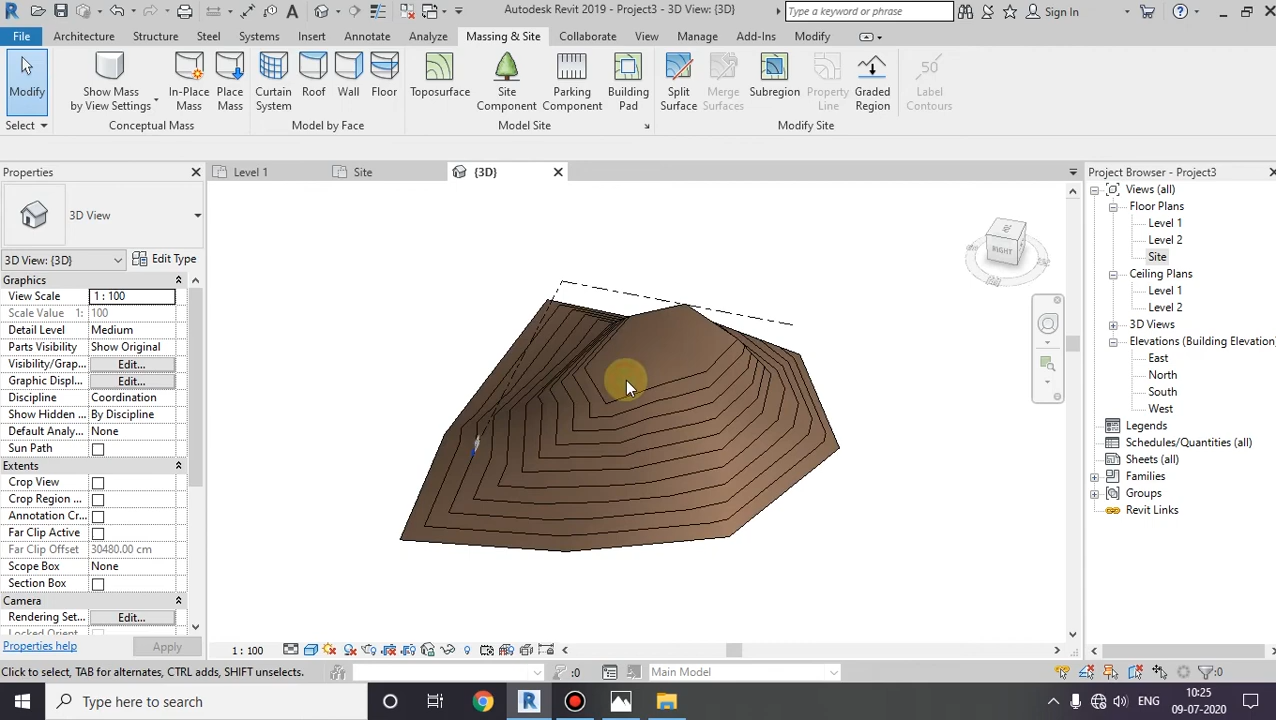 Autodesk Revit 2019 - Project3 - 3D View: {3D}
Type a keyword or phrase
Sign In
File Architecture Structure Steel Systems Insert Annotate Analyze Massing & Site Collaborate View Manage Add-Ins Modify
Modify
Show Mass
by View Settings
In-Place
Mass
Place
Mass
Curtain
System
Roof
Wall
Floor
Toposurface
Site
Component
Parking
Component
Building
Pad
Split
Surface
Merge
Surfaces
Subregion
Property
Line
Graded
Region
50
Label
Contours
Select
Conceptual Mass
Model by Face
Model Site
Modify Site
Properties
Level 1
Site
{3D}
Project Browser - Project3
3D View
3D View: {3D}
Edit Type
Graphics
View Scale 1 : 100
Scale Value 1: 100
Detail Level Medium
Parts Visibility Show Original
Visibility/Grap... Edit...
Graphic Displ... Edit...
Discipline Coordination
Show Hidden ... By Discipline
Default Analy... None
Sun Path
Extents
Crop View
Crop Region ...
Annotation Cr...
Far Clip Active
Far Clip Offset 30480.00 cm
Scope Box None
Section Box
Camera
Rendering Set... Edit...
Locked Orient
Properties help
Apply
RIGHT
Views (all)
Floor Plans
Level 1
Level 2
Site
Ceiling Plans
Level 1
Level 2
3D Views
Elevations (Building Elevation)
East
North
South
West
Legends
Schedules/Quantities (all)
Sheets (all)
Families
Groups
Revit Links
1 : 100
Click to select, TAB for alternates, CTRL adds, SHIFT unselects.
:0
Main Model
:0
Type here to search
ENG
10:25
09-07-2020